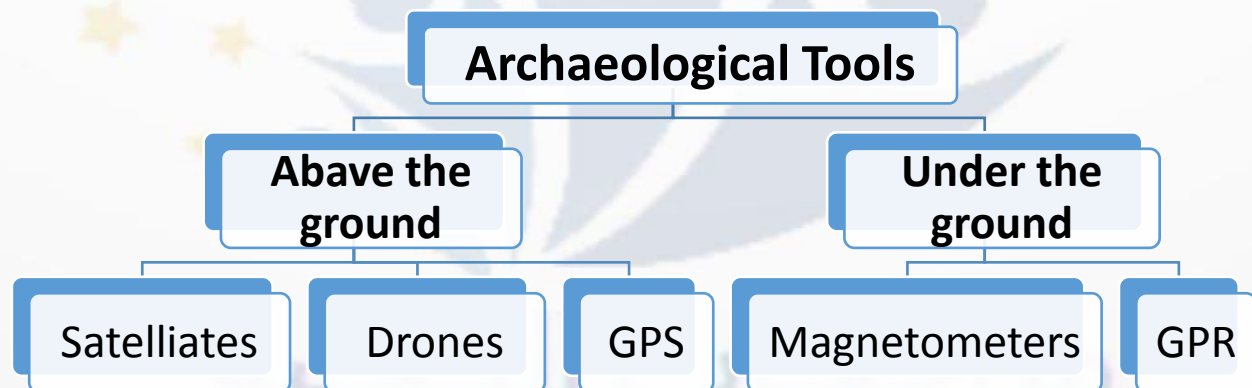 Archaeological Tools
Abave the
ground
Under the
ground
Satelliates
Drones
GPS
Magnetometers
GPR